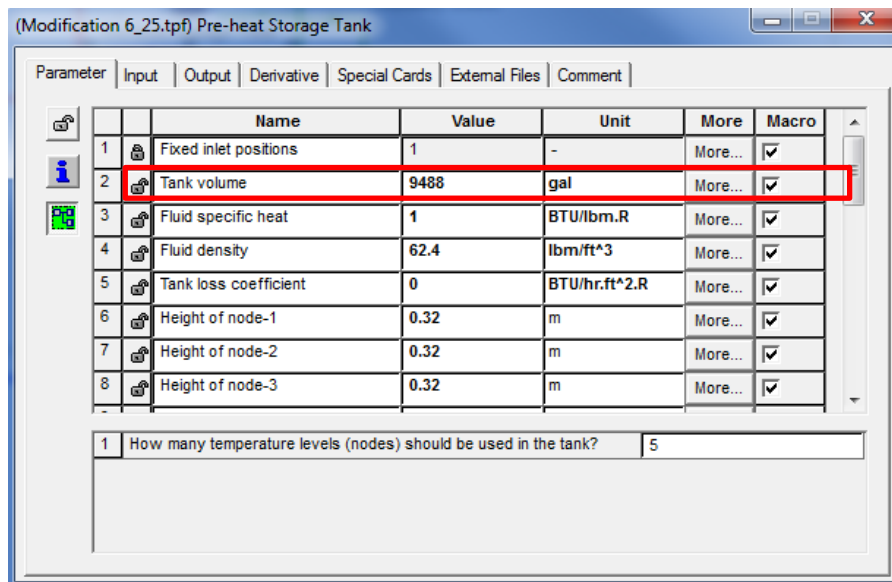 (Modification 6_25.tpf) Pre-heat Storage Tank
Parameter Input Output Derivative Special Cards External Files Comment
Name Value Unit More Macro
1 Fixed inlet positions 1 - More...
2 Tank volume 9488 gal More...
3 Fluid specific heat 1 BTU/lbm.R More...
4 Fluid density 62.4 lbm/ft^3 More...
5 Tank loss coefficient 0 BTU/hr.ft^2.R More...
6 Height of node-1 0.32 m More...
7 Height of node-2 0.32 m More...
8 Height of node-3 0.32 m More...
1 How many temperature levels (nodes) should be used in the tank? 5